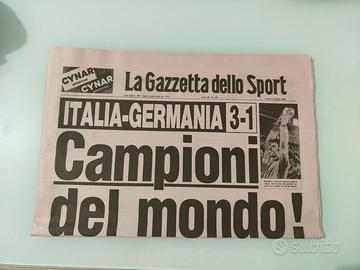 CYNAR
CYNAR
La Gazzetta dello Sport
ITALIA-GERMANIA 3-1
Campioni
del mondo!
subito